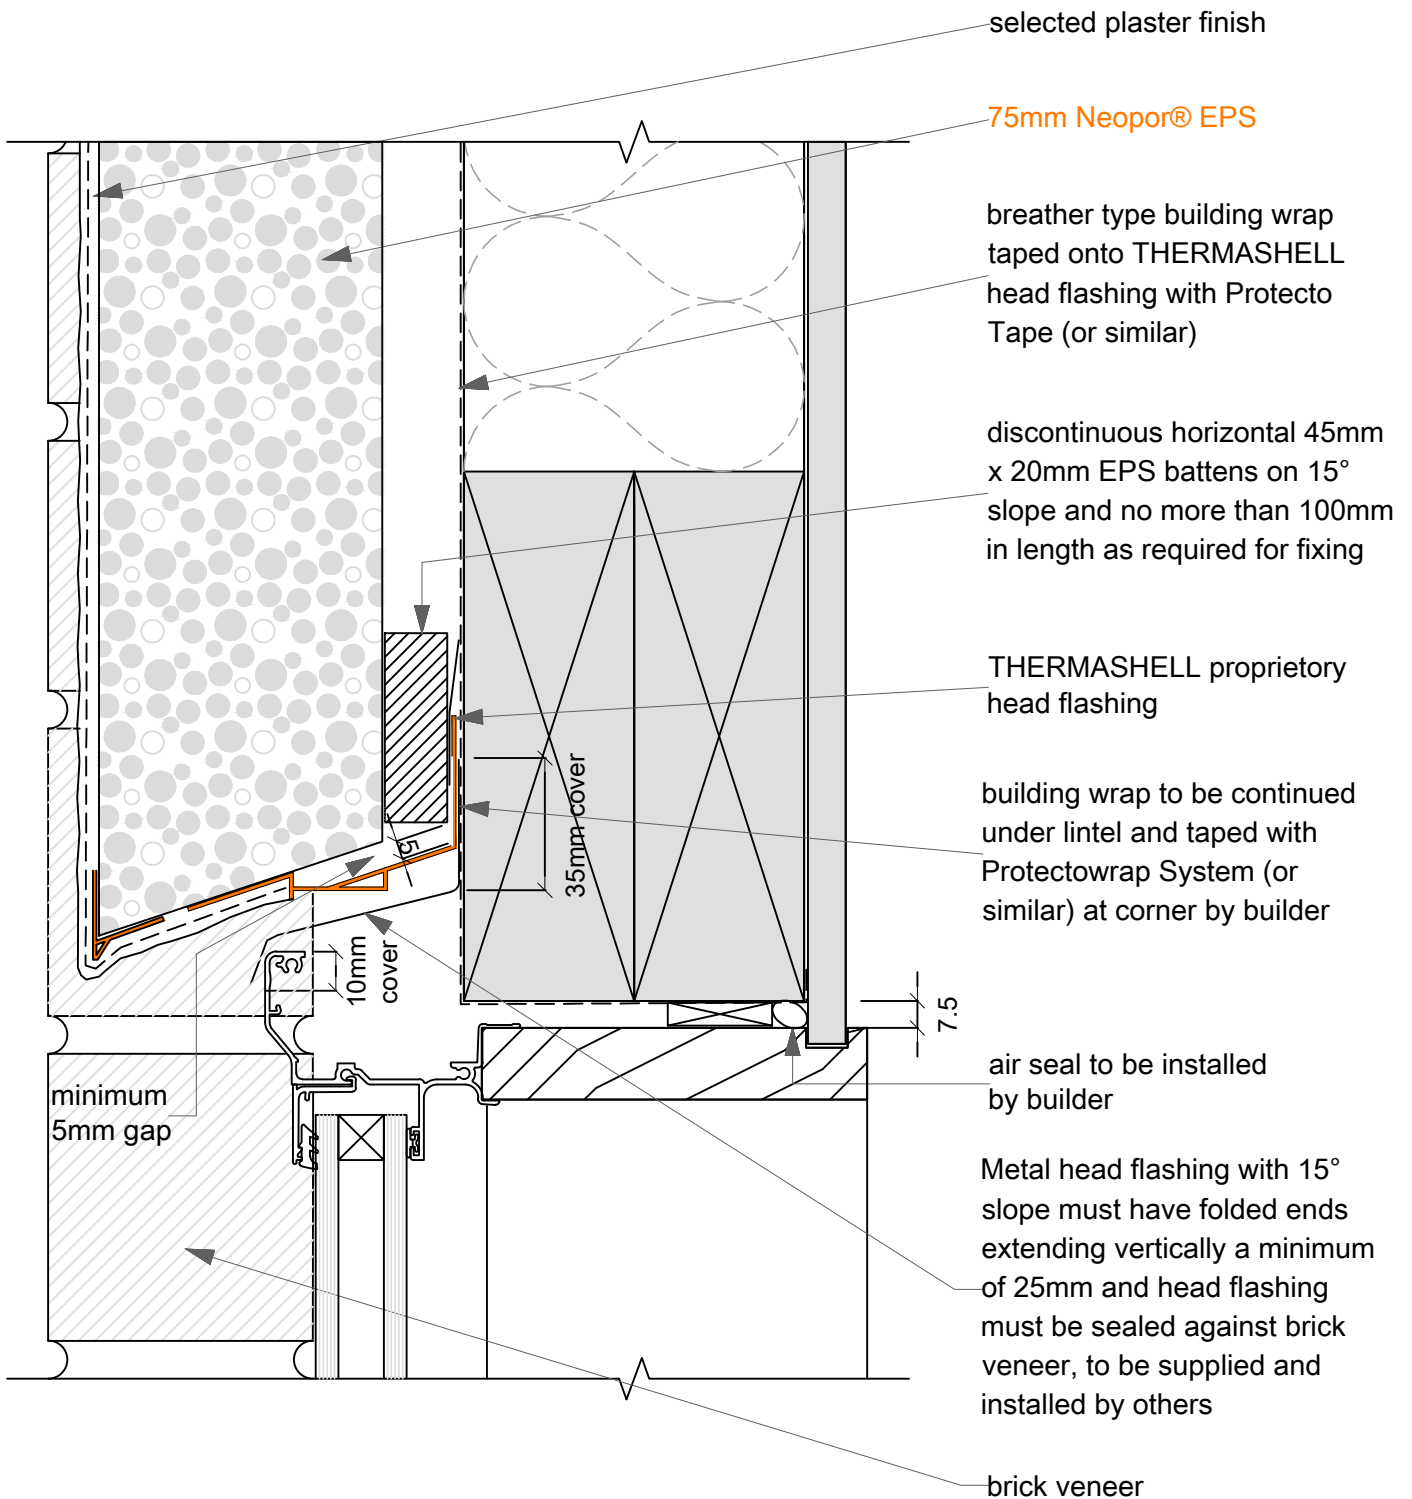 selected plaster finish
75mm Neopor® EPS
breather type building wrap
taped onto THERMASHELL
head flashing with Protecto
Tape (or similar)
discontinuous horizontal 45mm
x 20mm EPS battens on 15°
slope and no more than 100mm
in length as required for fixing
THERMASHELL proprietory
head flashing
building wrap to be continued
under lintel and taped with
Protectowrap System (or
similar) at corner by builder
5
35mm cover
10mm
cover
7.5
minimum
5mm gap
air seal to be installed
by builder
Metal head flashing with 15°
slope must have folded ends
extending vertically a minimum
of 25mm and head flashing
must be sealed against brick
veneer, to be supplied and
installed by others
brick veneer